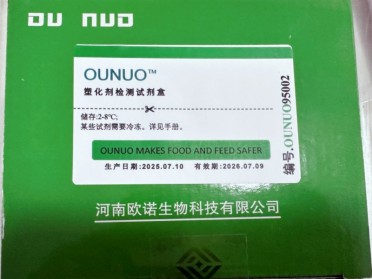 OU NUO
OUNUO™
塑化剂检测试剂盒
储存:2-8℃;
某些试剂需要冷冻。详见手册。
OUNUO MAKES FOOD AND FEED SAFER
生产日期:2025.07.10 有效期:2026.07.09
编号.OUNUO95002
河南欧诺生物科技有限公司